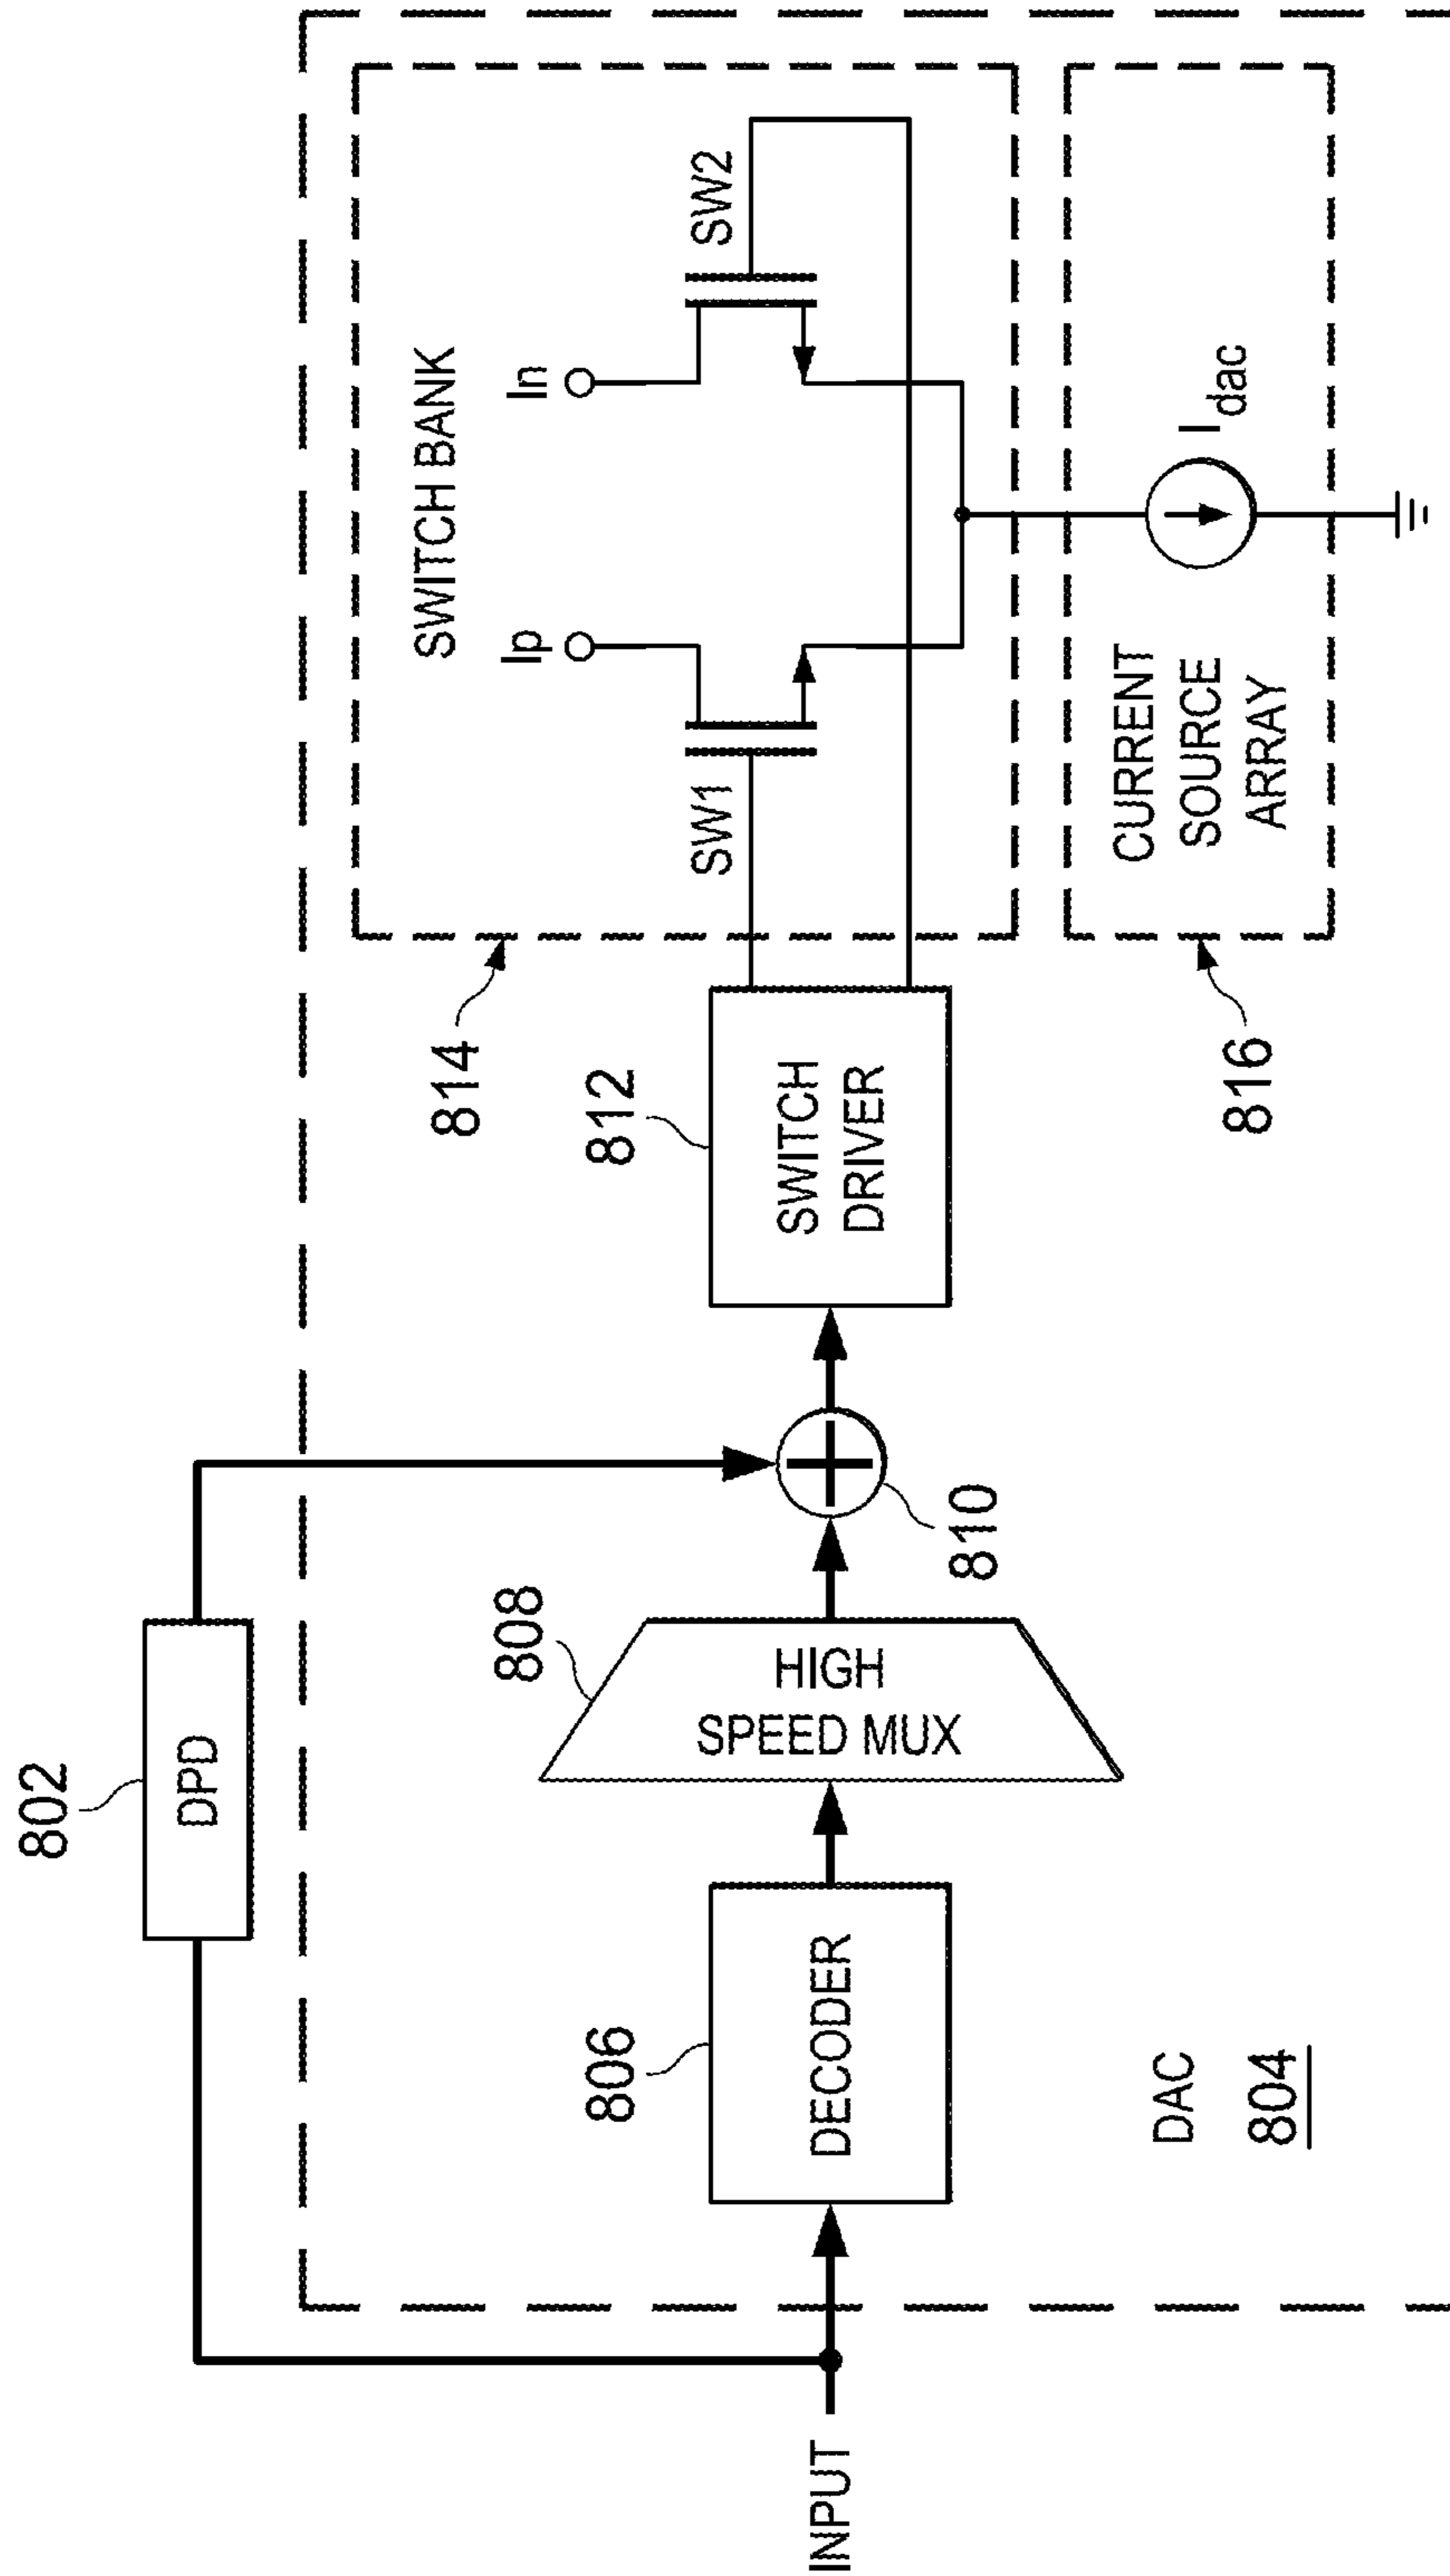 802
DPD
SWITCH BANK
Ip
In
SW1
SW2
814
INPUT
806
DECODER
808
HIGH
SPEED MUX
810
812
SWITCH
DRIVER
CURRENT
SOURCE
ARRAY
Idac
816
DAC
804